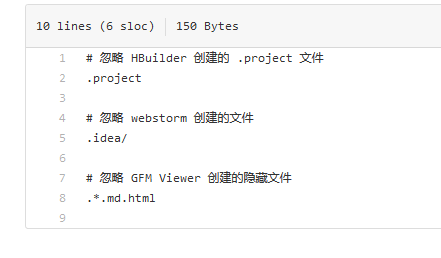 10 lines (6 sloc) 150 Bytes
1 # 忽略 HBuilder 创建的 .project 文件
2 .project
3
4 # 忽略 webstorm 创建的文件
5 .idea/
6
7 # 忽略 GFM Viewer 创建的隐藏文件
8 .*.md.html
9